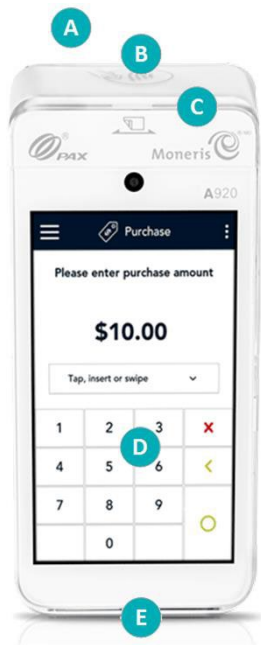 A
B
C
PAX
Moneris
A920
Purchase
Please enter purchase amount
$10.00
Tap, insert or swipe
1 2 3 X
4 5 6 <
7 8 9
0
D
E